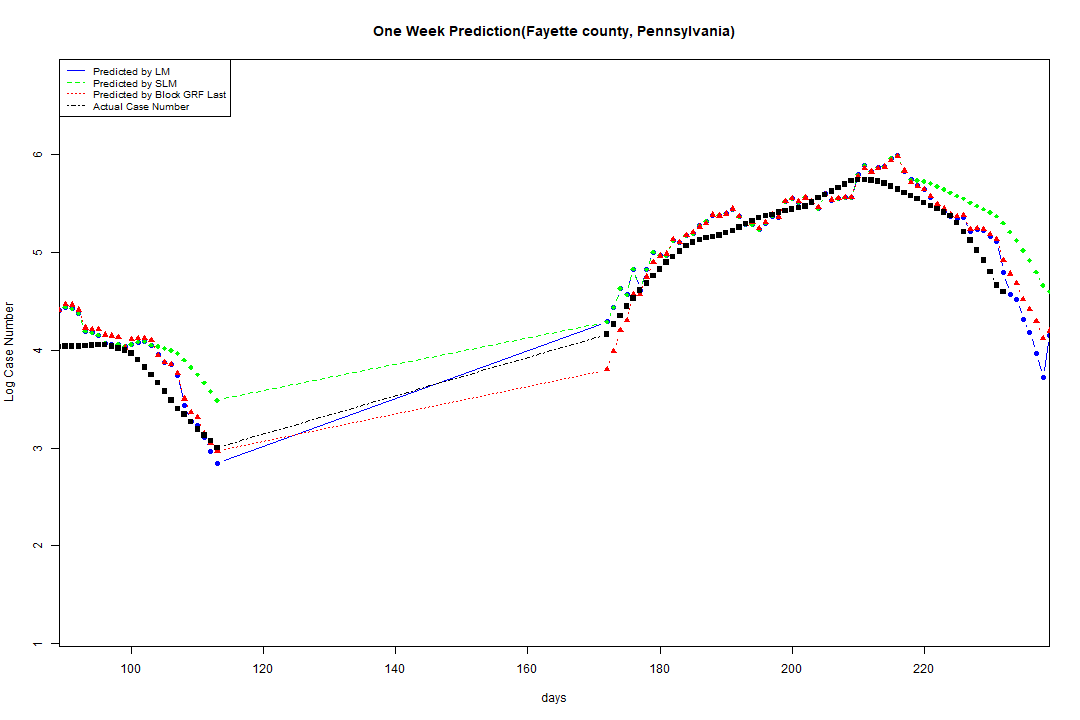 One Week Prediction(Fayette county, Pennsylvania)
Predicted by LM
Predicted by SLM
Predicted by Block GRF Last
Actual Case Number
6
5
4
3
2
1
Log Case Number
100 120 140 160 180 200 220
days